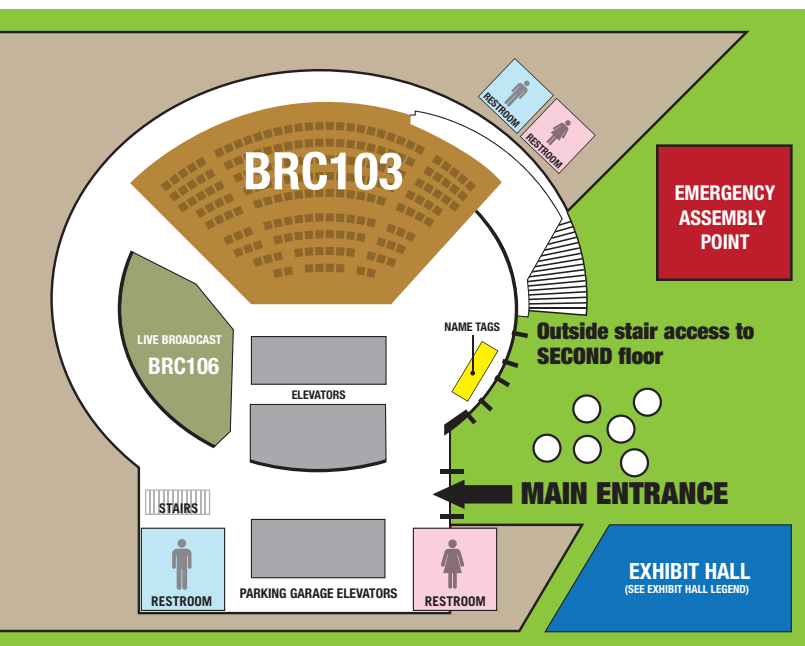 RESTROOM
RESTROOM
BRC103
EMERGENCY
ASSEMBLY
POINT
LIVE BROADCAST
BRC106
NAME TAGS
Outside stair access to
SECOND floor
ELEVATORS
MAIN ENTRANCE
STAIRS
RESTROOM
PARKING GARAGE ELEVATORS
RESTROOM
EXHIBIT HALL
(SEE EXHIBIT HALL LEGEND)